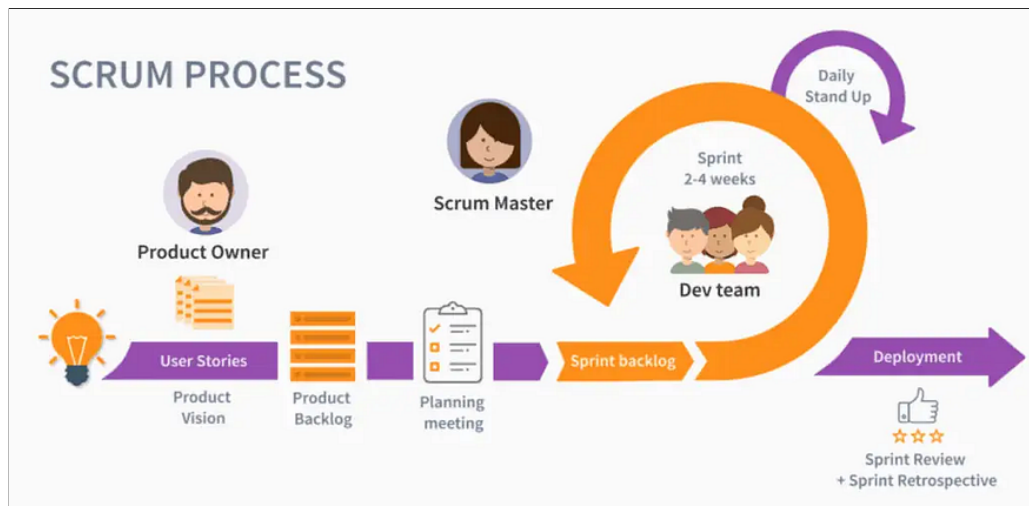 SCRUM PROCESS
Daily
Stand Up
Sprint
2-4 weeks
Scrum Master
Product Owner
Dev team
User Stories
Sprint backlog
Deployment
Product
Vision
Product
Backlog
Planning
meeting
Sprint Review
+ Sprint Retrospective